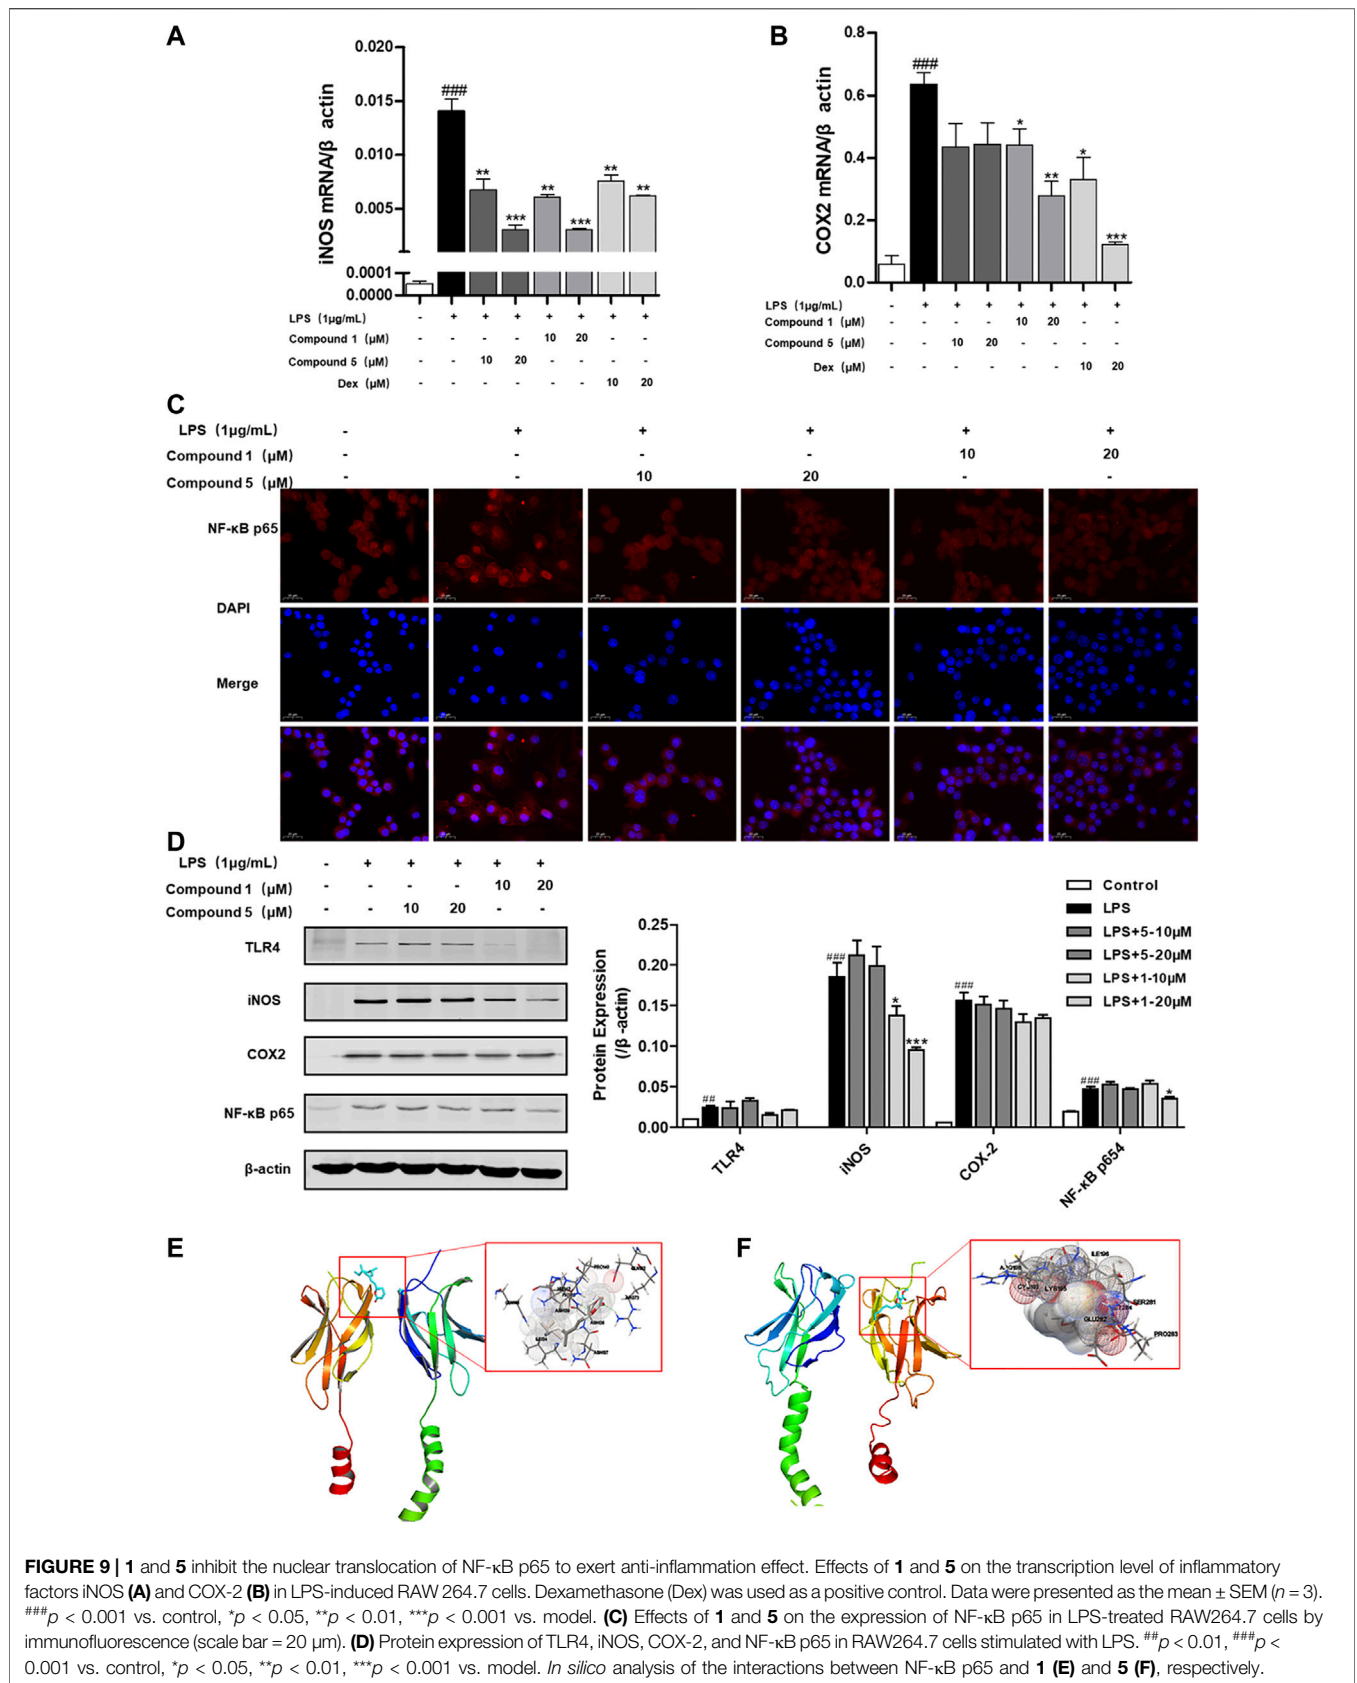 A
0.020
0.015
0.010
0.005
0.0001
0.0000
iNOS mRNA/β actin
###
**
***
**
***
**
**
LPS (1μg/mL) - + + + + + + +
Compound 1 (μM) - - - - 10 20 - -
Compound 5 (μM) - - 10 20 - - - -
Dex (μM) - - - - - - 10 20
B
0.8
0.6
0.4
0.2
0.0
COX2 mRNA/β actin
###
*
**
*
***
LPS (1μg/mL) - + + + + + + +
Compound 1 (μM) - - - - 10 20 - -
Compound 5 (μM) - - 10 20 - - - -
Dex (μM) - - - - - - 10 20
C
LPS (1μg/mL) - + + + + +
Compound 1 (μM) - - - - 10 20
Compound 5 (μM) - - 10 20 - -
NF-κB p65
DAPI
Merge
D
LPS (1μg/mL) - + + + + +
Compound 1 (μM) - - - - 10 20
Compound 5 (μM) - - 10 20 - -
TLR4
iNOS
COX2
NF-κB p65
β-actin
Protein Expression
(/β -actin)
0.25
0.20
0.15
0.10
0.05
0.00
##
###
*
***
###
###
*
TLR4
iNOS
COX-2
NF-κB p654
Control
LPS
LPS+5-10μM
LPS+5-20μM
LPS+1-10μM
LPS+1-20μM
E
F
ILE196
LYS195
SER281
GLU282
PRO283
FIGURE 9 | 1 and 5 inhibit the nuclear translocation of NF-κB p65 to exert anti-inflammation effect. Effects of 1 and 5 on the transcription level of inflammatory
factors iNOS (A) and COX-2 (B) in LPS-induced RAW 264.7 cells. Dexamethasone (Dex) was used as a positive control. Data were presented as the mean ± SEM (n = 3).
###p < 0.001 vs. control, *p < 0.05, **p < 0.01, ***p < 0.001 vs. model. (C) Effects of 1 and 5 on the expression of NF-κB p65 in LPS-treated RAW264.7 cells by
immunofluorescence (scale bar = 20 μm). (D) Protein expression of TLR4, iNOS, COX-2, and NF-κB p65 in RAW264.7 cells stimulated with LPS. ##p < 0.01, ###p <
0.001 vs. control, *p < 0.05, **p < 0.01, ***p < 0.001 vs. model. In silico analysis of the interactions between NF-κB p65 and 1 (E) and 5 (F), respectively.